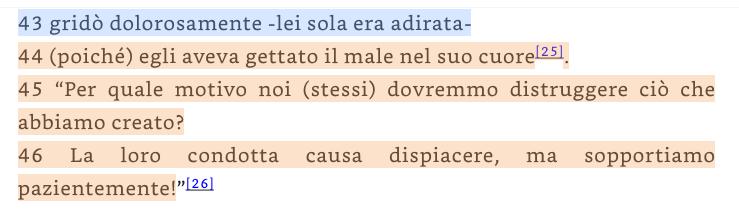 43 gridò dolorosamente -lei sola era adirata-
44 (poiché) egli aveva gettato il male nel suo cuore[25].
45 “Per quale motivo noi (stessi) dovremmo distruggere ciò che
abbiamo creato?
46 La loro condotta causa dispiacere, ma sopportiamo
pazientemente!”[26]